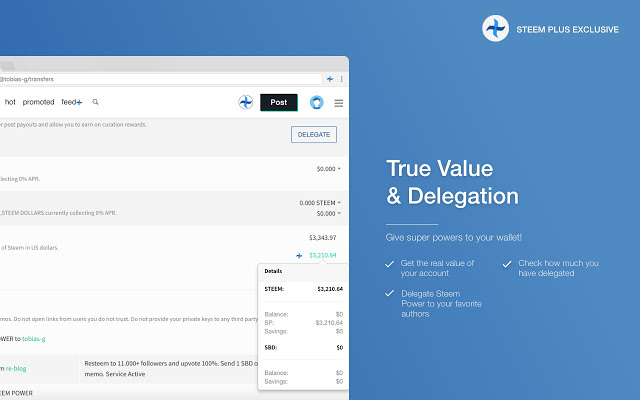 STEEM PLUS EXCLUSIVE
@tobias-g/transfers
hot promoted feed+
Post
er post payouts and allow you to earn on curation rewards.
DELEGATE
$0.000
llecting 0% APR.
0.000 STEEM
, STEEM DOLLARS currently collecting 0% APR.
$0.000
$3,343.97
of Steem in US dollars.
$3,210.64
Details
STEEM: $3,210.64
Balance: $0
SP: $3,210.64
Savings: $0
SBD: $0
Balance: $0
Savings: $0
mos. Do not open links from users you do not trust. Do not provide your private keys to any third party
OWER to tobias-g
m re-blog
Resteem to 11.000+ followers and upvote 100%. Send 1 SBD o
memo. Service Active
EEM POWER
True Value
& Delegation
Give super powers to your wallet!
Get the real value of
your account
Check how much you
have delegated
Delegate Steem
Power to your favorite
authors